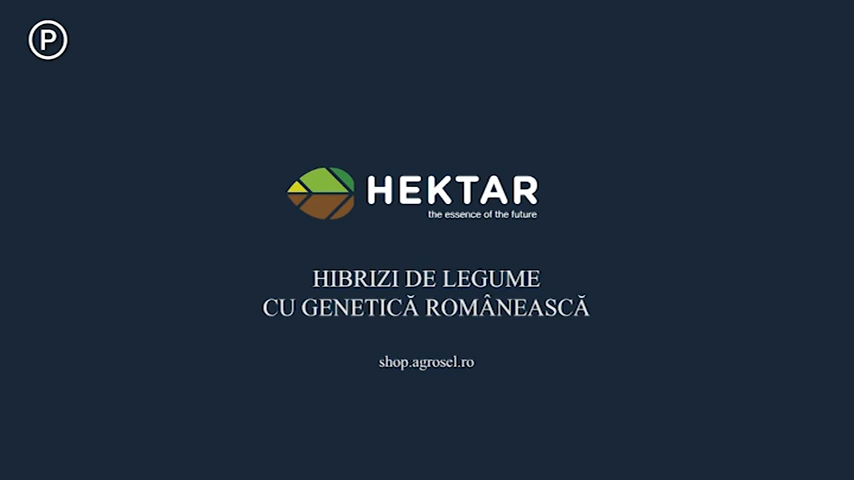 P
HEKTAR
the essence of the future
HIBRIZI DE LEGUME
CU GENETICĂ ROMÂNEASCĂ
shop.agrosel.ro